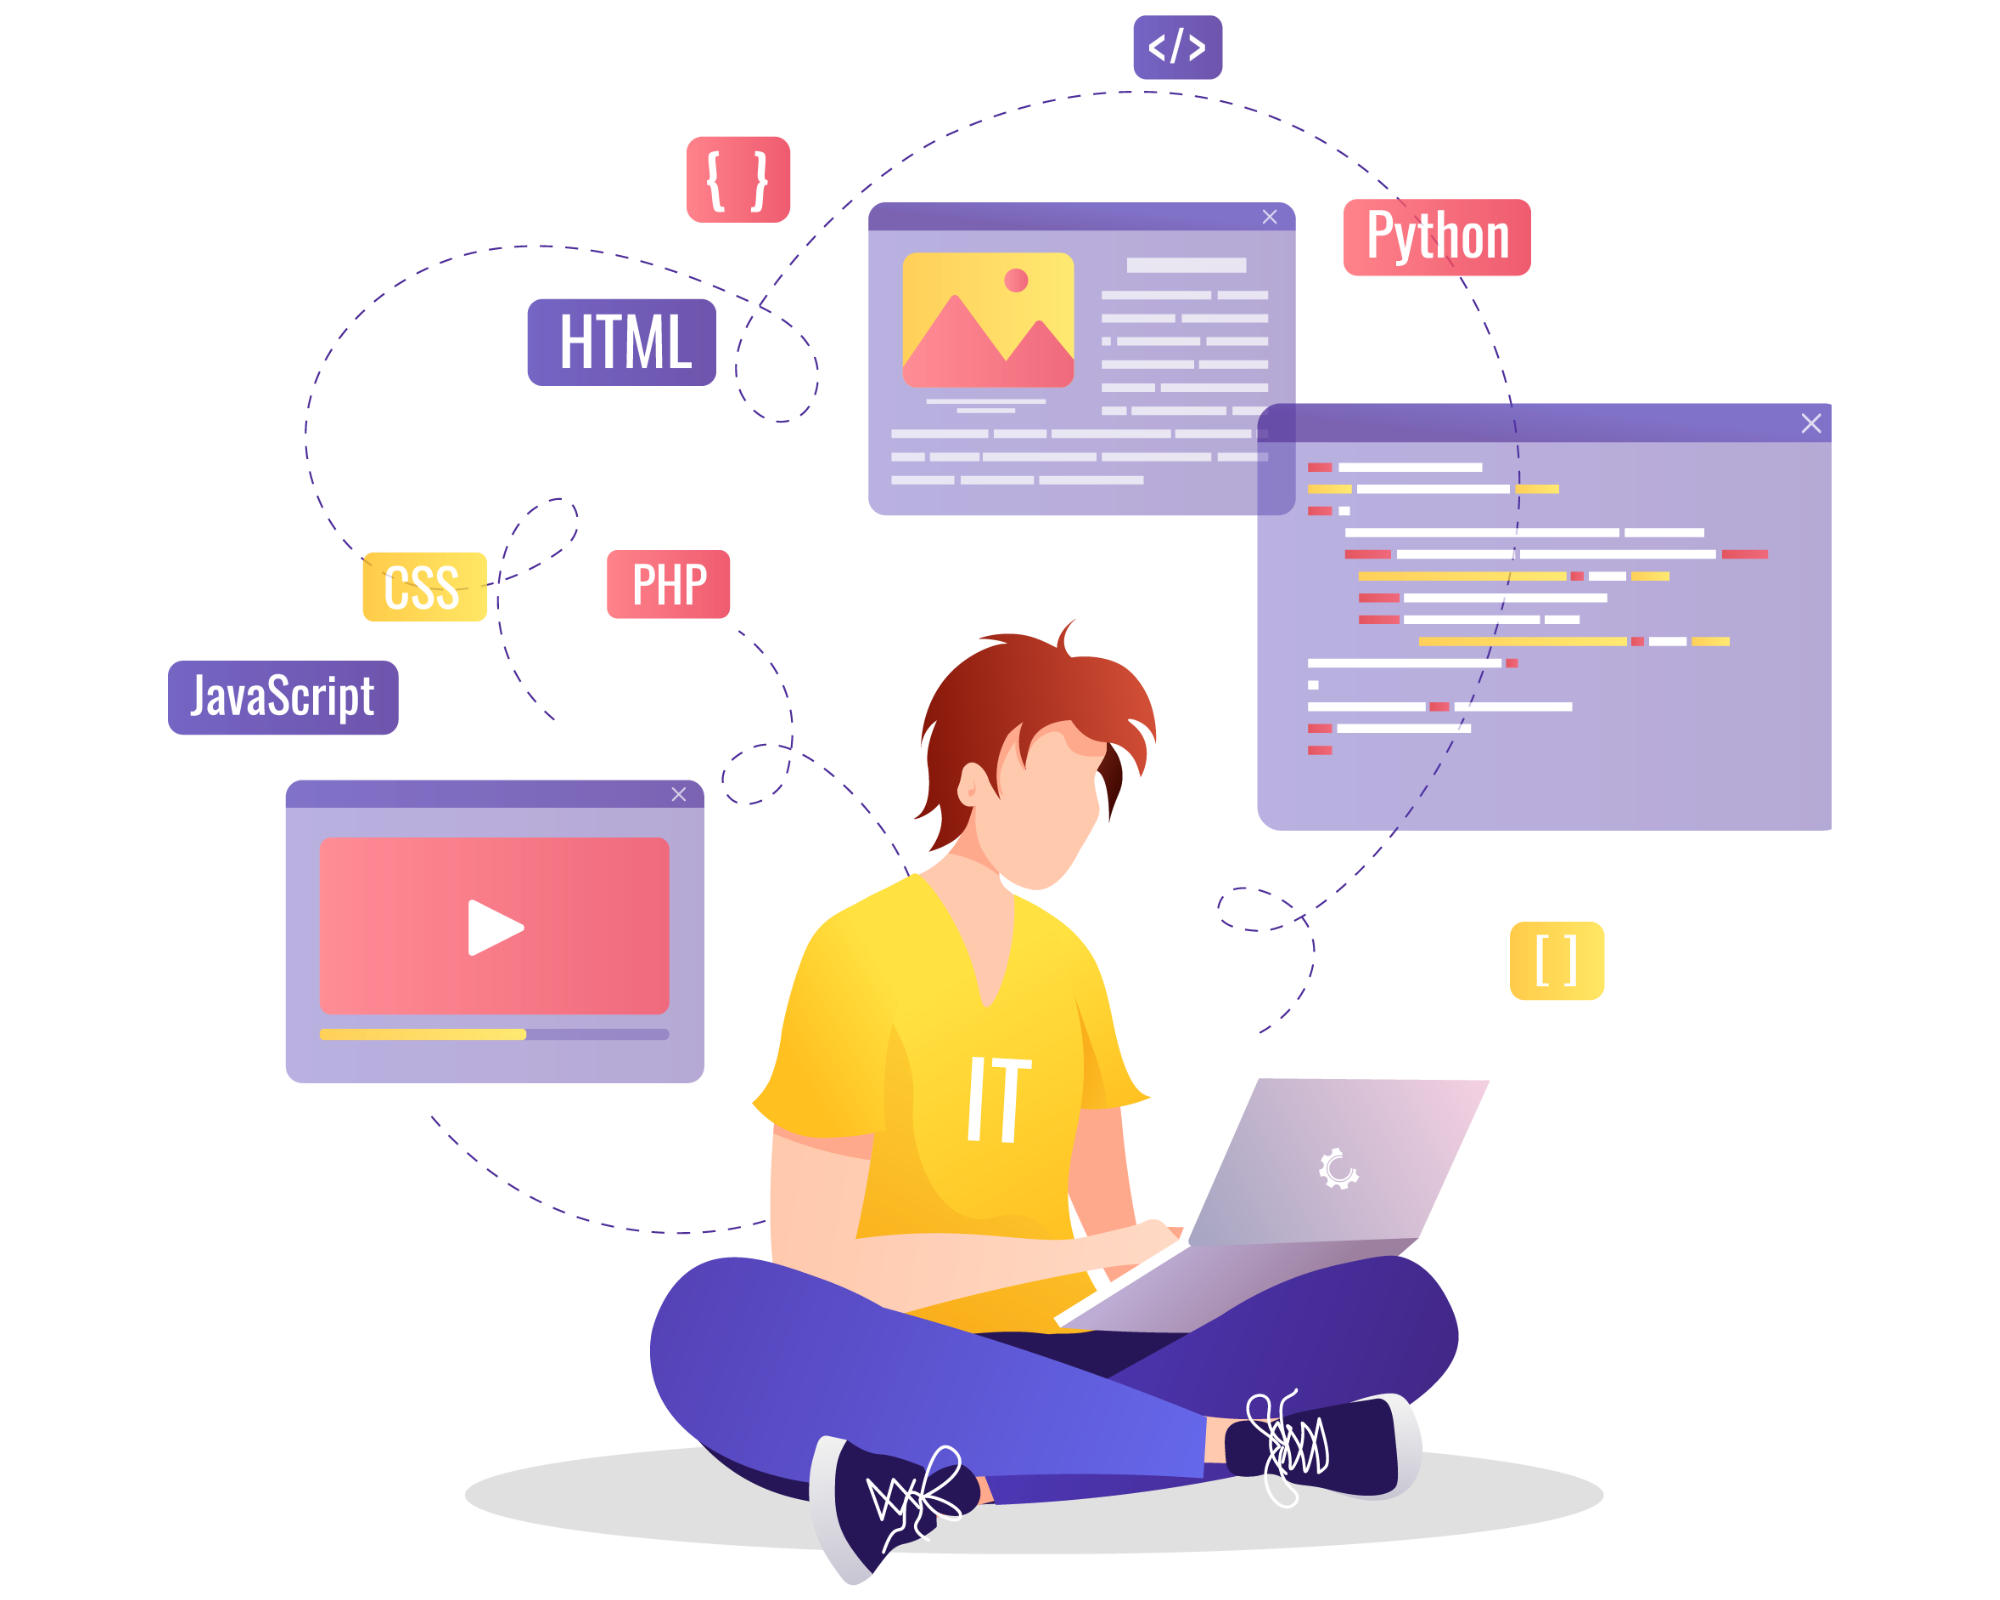 </>
{ }
Python
HTML
CSS
PHP
JavaScript
[ ]
IT